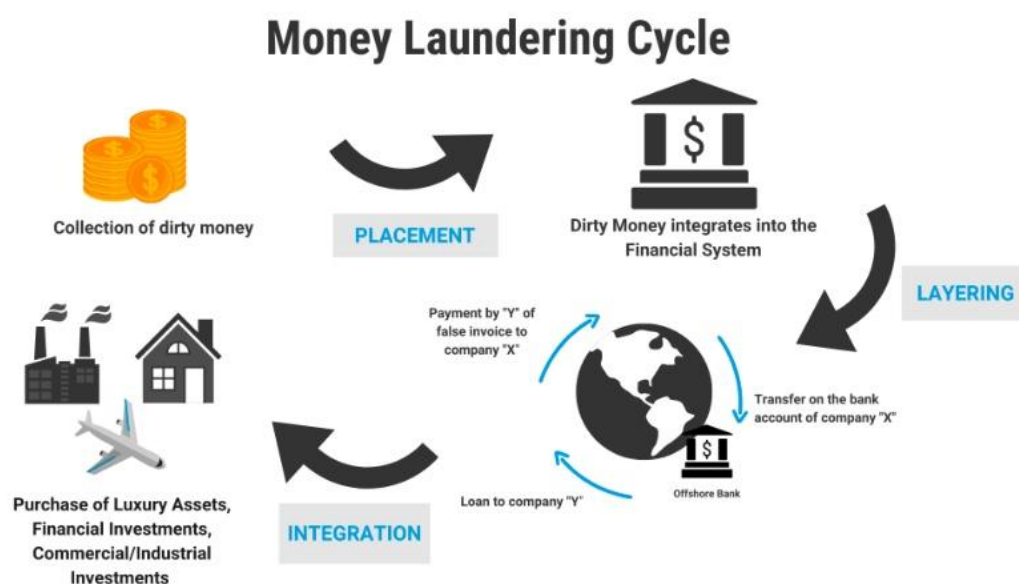 Money Laundering Cycle
Collection of dirty money
PLACEMENT
$
Dirty Money integrates into the
Financial System
LAYERING
Payment by "Y" of
false invoice to
company "X"
Transfer on the bank
account of company "X"
$
Offshore Bank
Loan to company "Y"
INTEGRATION
Purchase of Luxury Assets,
Financial Investments,
Commercial/Industrial
Investments